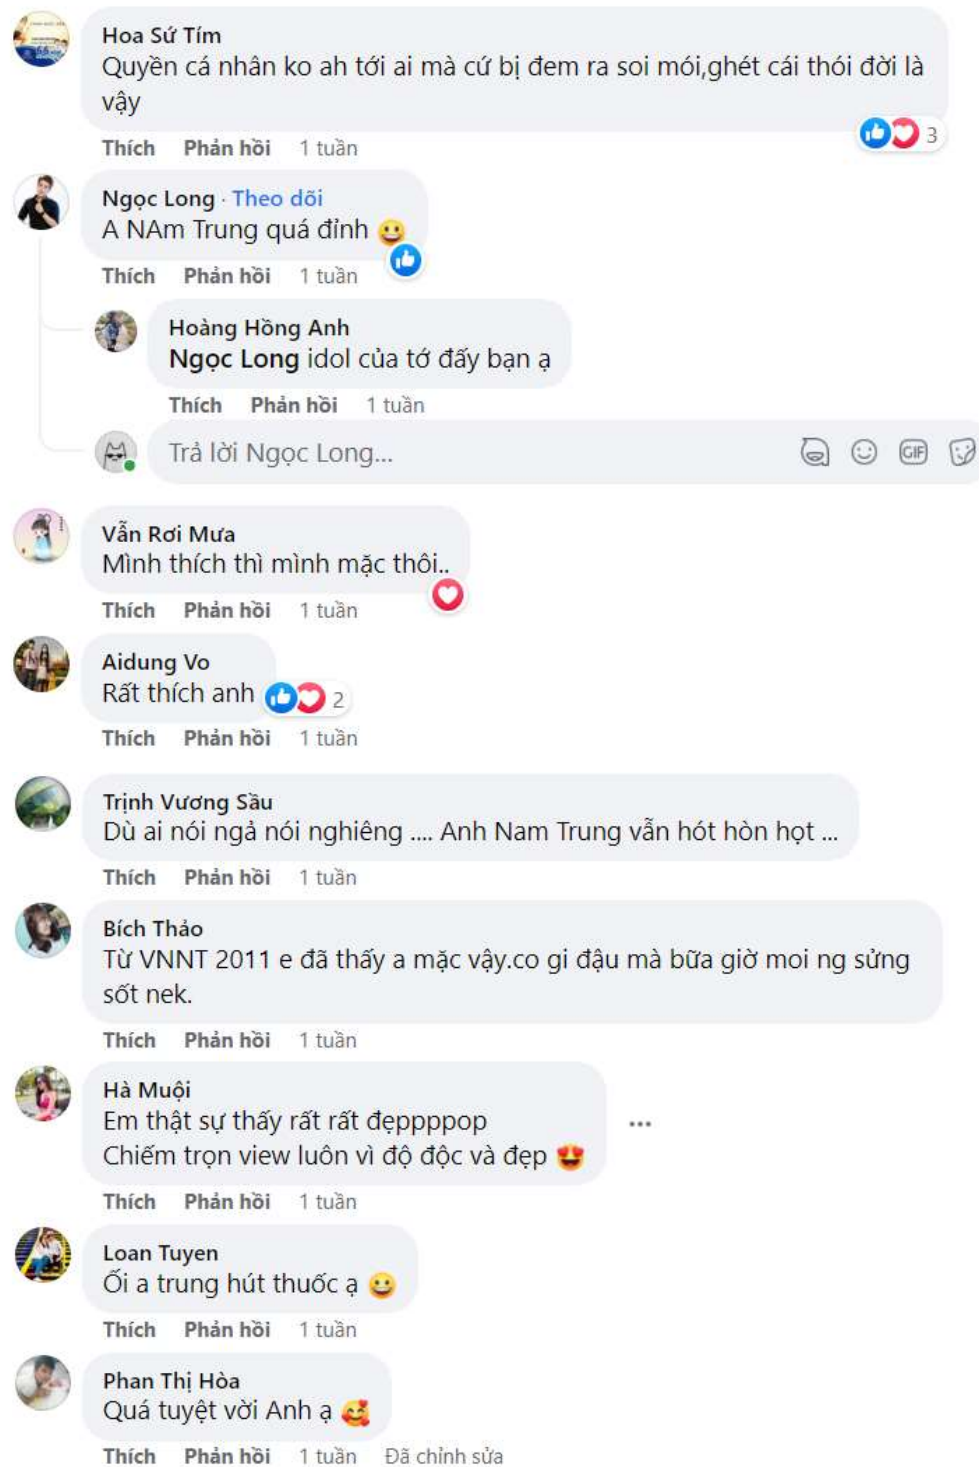 Hoa Sứ Tím
Quyền cá nhân ko ah tới ai mà cứ bị đem ra soi mói,ghét cái thói đời là
vậy
Thích Phản hồi 1 tuần 3
Ngọc Long · Theo dõi
A NAm Trung quá đỉnh 😀
Thích Phản hồi 1 tuần
Hoàng Hồng Anh
Ngọc Long idol của tớ đấy bạn ạ
Thích Phản hồi 1 tuần
Trả lời Ngọc Long... GIF
Vẫn Rơi Mưa
Mình thích thì mình mặc thôi..
Thích Phản hồi 1 tuần
Aidung Vo
Rất thích anh 2
Thích Phản hồi 1 tuần
Trịnh Vương Sầu
Dù ai nói ngả nói nghiêng .... Anh Nam Trung vẫn hót hòn họt ...
Thích Phản hồi 1 tuần
Bích Thảo
Từ VNNT 2011 e đã thấy a mặc vậy.co gi đậu mà bữa giờ moi ng sửng
sốt nek.
Thích Phản hồi 1 tuần
Hà Muội
Em thật sự thấy rất rất đẹppppop
Chiếm trọn view luôn vì độ độc và đẹp 😍
Thích Phản hồi 1 tuần
Loan Tuyen
Ối a trung hút thuốc ạ 😀
Thích Phản hồi 1 tuần
Phan Thị Hòa
Quá tuyệt vời Anh ạ 🥰
Thích Phản hồi 1 tuần Đã chỉnh sửa